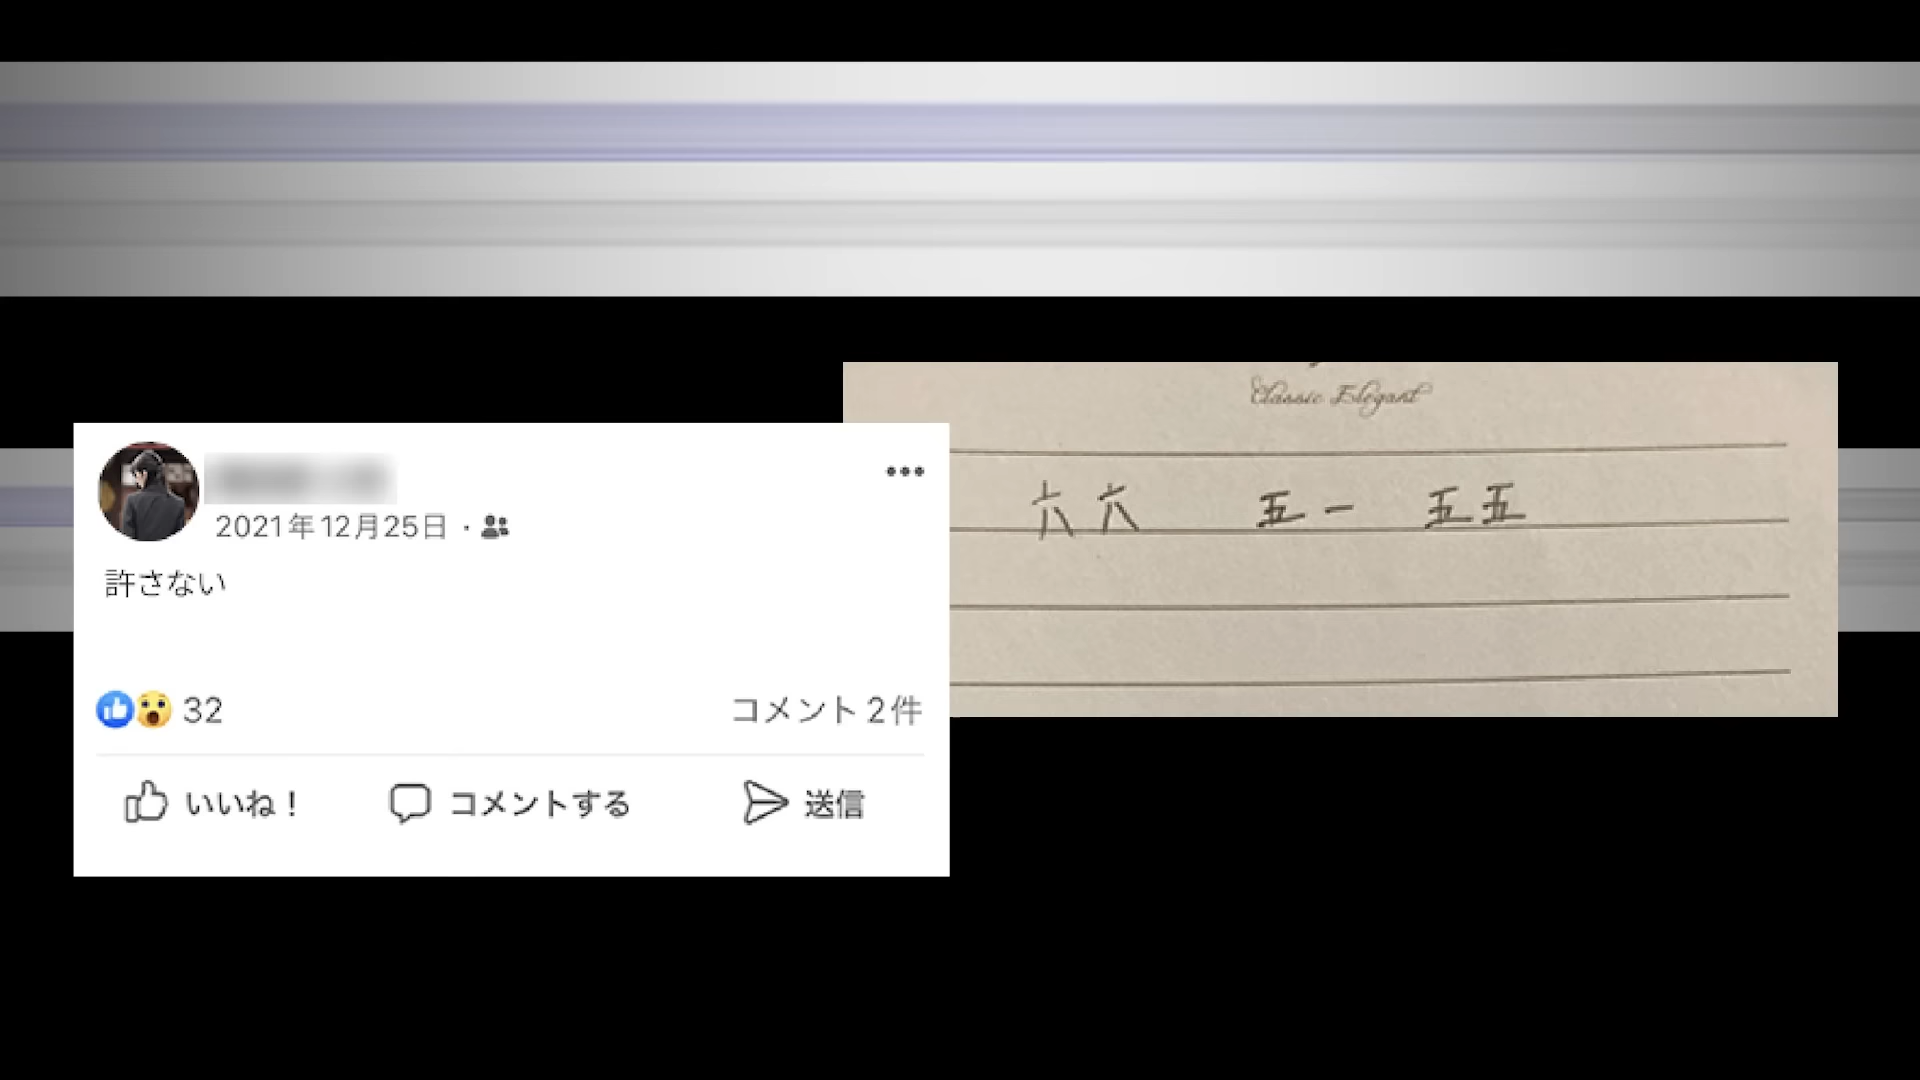 2021年12月25日
許さない
32
コメント2件
いいね！
コメントする
送信
Classic Elegant
六六 五一 五五